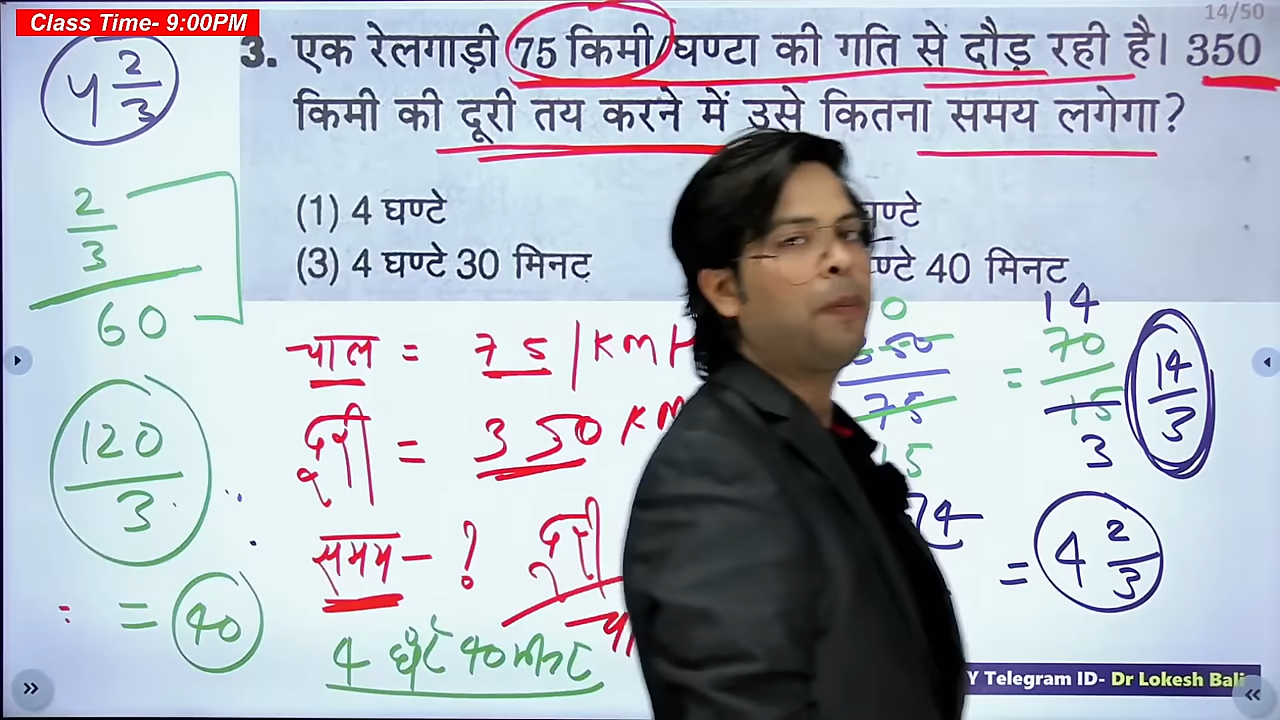 Class Time- 9:00PM
14/50
3. एक रेलगाड़ी 75 किमी/घण्टा की गति से दौड़ रही है। 350
किमी की दूरी तय करने में उसे कितना समय लगेगा?
(1) 4 घण्टे
(3) 4 घण्टे 30 मिनट
40 मिनट
4 2/3
2/3
60
120/3
= 40
चाल = 75 / KMH
दूरी = 350 KM
समय - ? दूरी
4 घंटे 40 मिनट
75
15
= 70/15
14
3
14/3
= 4 2/3
Y Telegram ID- Dr Lokesh Bali